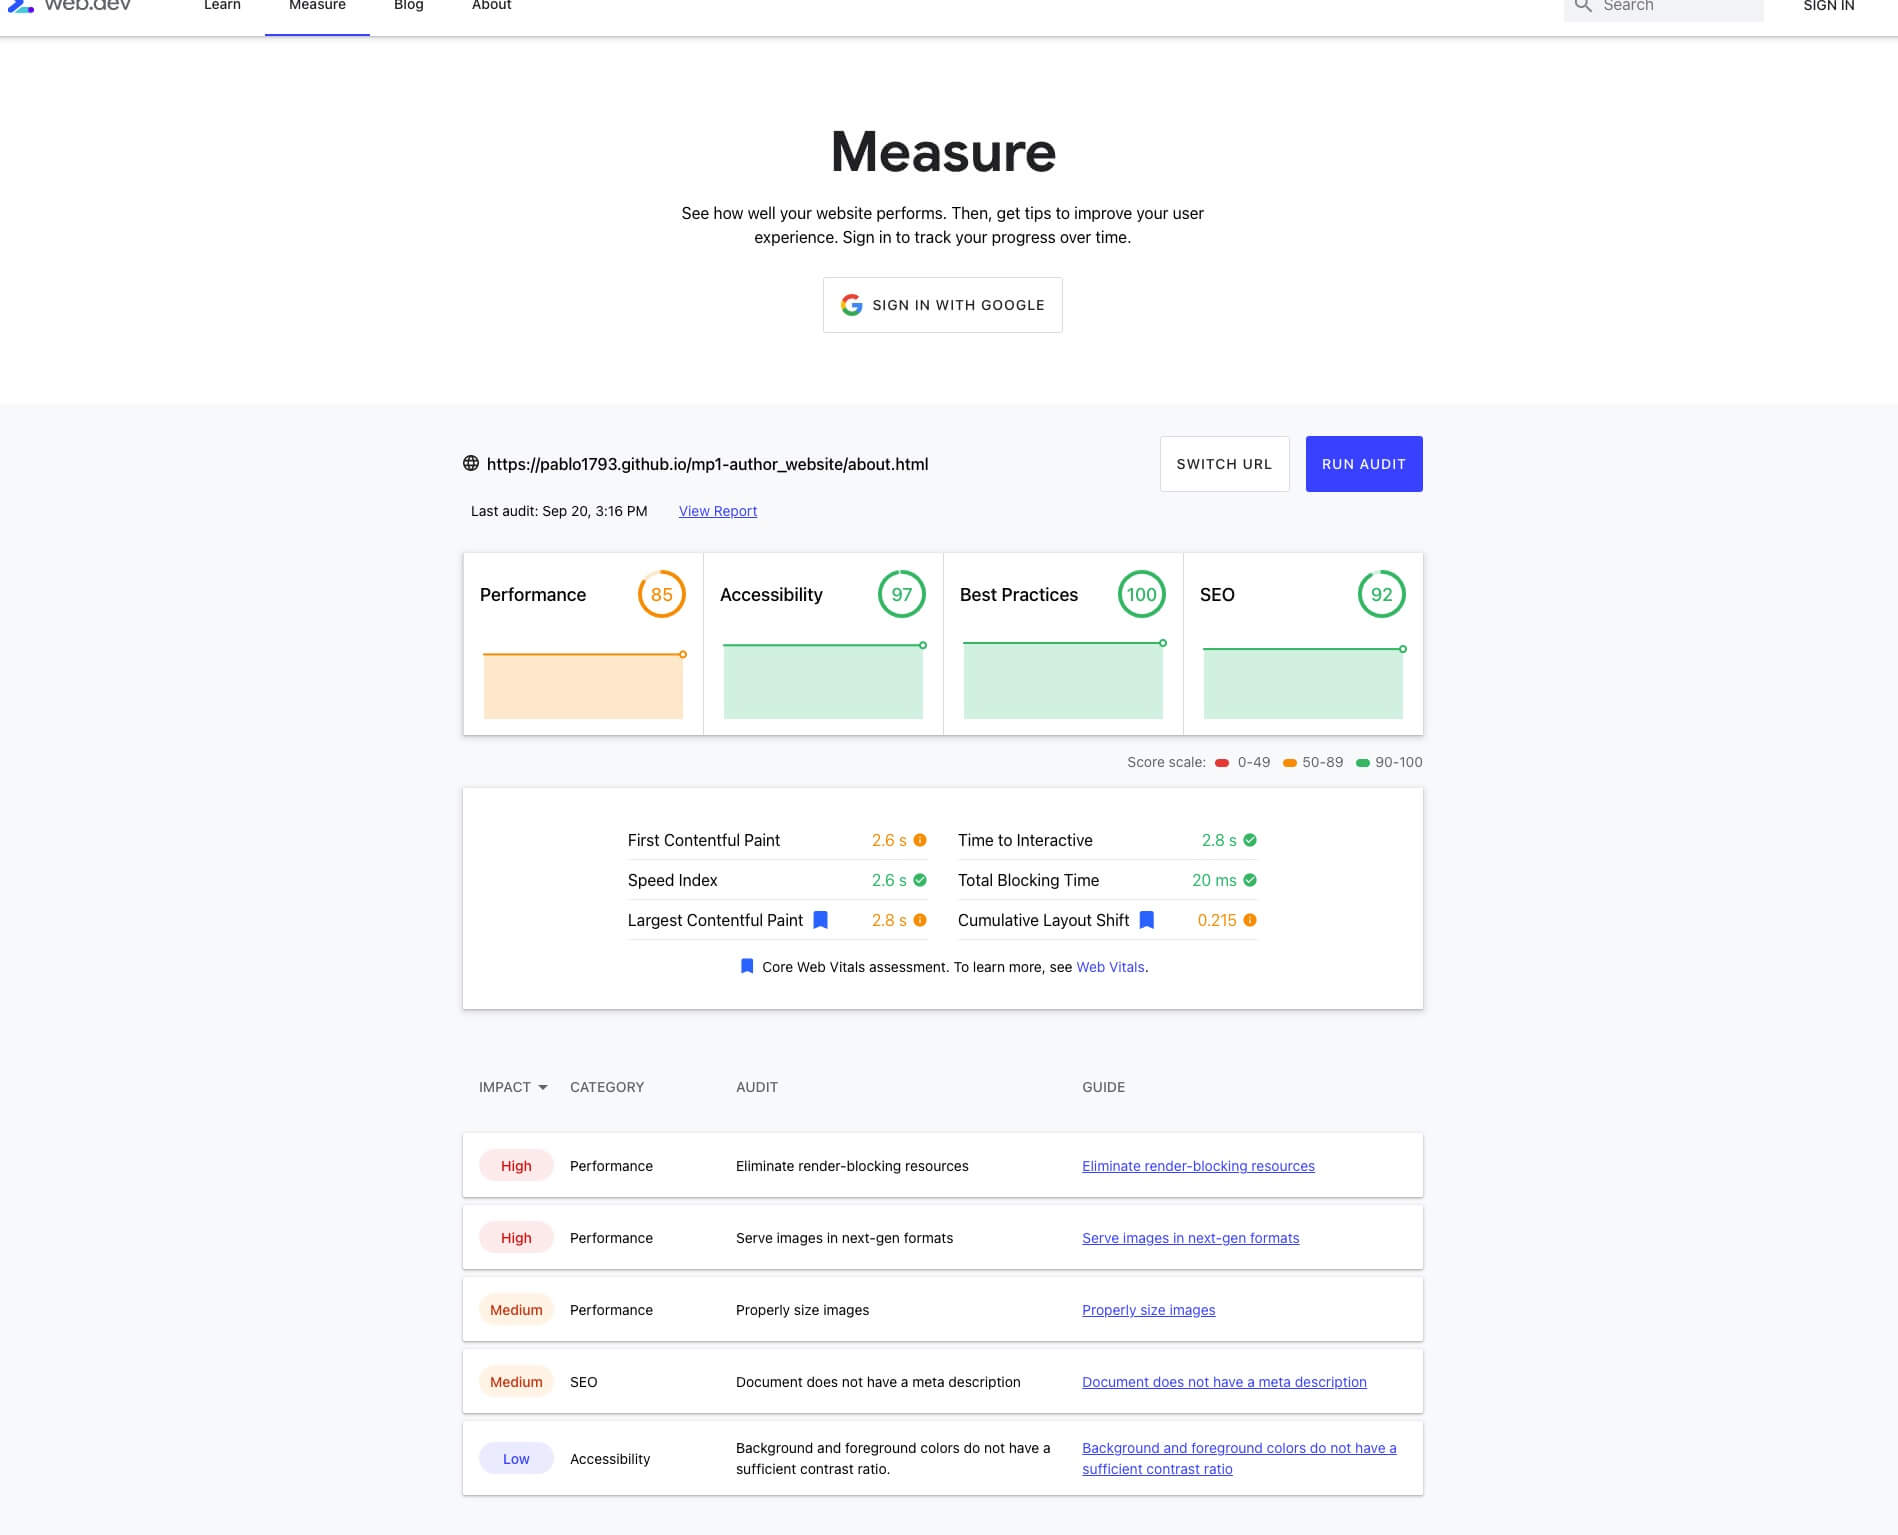 web.dev
Learn
Measure
Blog
About
Search
SIGN IN
Measure
See how well your website performs. Then, get tips to improve your user
experience. Sign in to track your progress over time.
SIGN IN WITH GOOGLE
https://pablo1793.github.io/mp1-author_website/about.html
SWITCH URL
RUN AUDIT
Last audit: Sep 20, 3:16 PM
View Report
Performance
85
Accessibility
97
Best Practices
100
SEO
92
Score scale:
0-49
50-89
90-100
First Contentful Paint
2.6 s
Time to Interactive
2.8 s
Speed Index
2.6 s
Total Blocking Time
20 ms
Largest Contentful Paint
2.8 s
Cumulative Layout Shift
0.215
Core Web Vitals assessment. To learn more, see Web Vitals.
IMPACT
CATEGORY
AUDIT
GUIDE
High
Performance
Eliminate render-blocking resources
Eliminate render-blocking resources
High
Performance
Serve images in next-gen formats
Serve images in next-gen formats
Medium
Performance
Properly size images
Properly size images
Medium
SEO
Document does not have a meta description
Document does not have a meta description
Low
Accessibility
Background and foreground colors do not have a
sufficient contrast ratio.
Background and foreground colors do not have a
sufficient contrast ratio